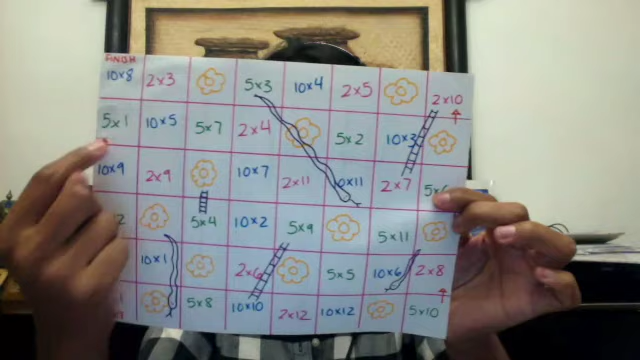 FINISH
10x8 2x3 5x3 10x4 2x5 2x10
5x1 10x5 5x7 2x4 5x2 10x3
10x9 2x9 10x7 2x11 10x11 2x7
5x4 10x2 5x9 5x11
10x1 2x6 5x5 10x6 2x8
5x8 10x10 2x12 10x12 5x10